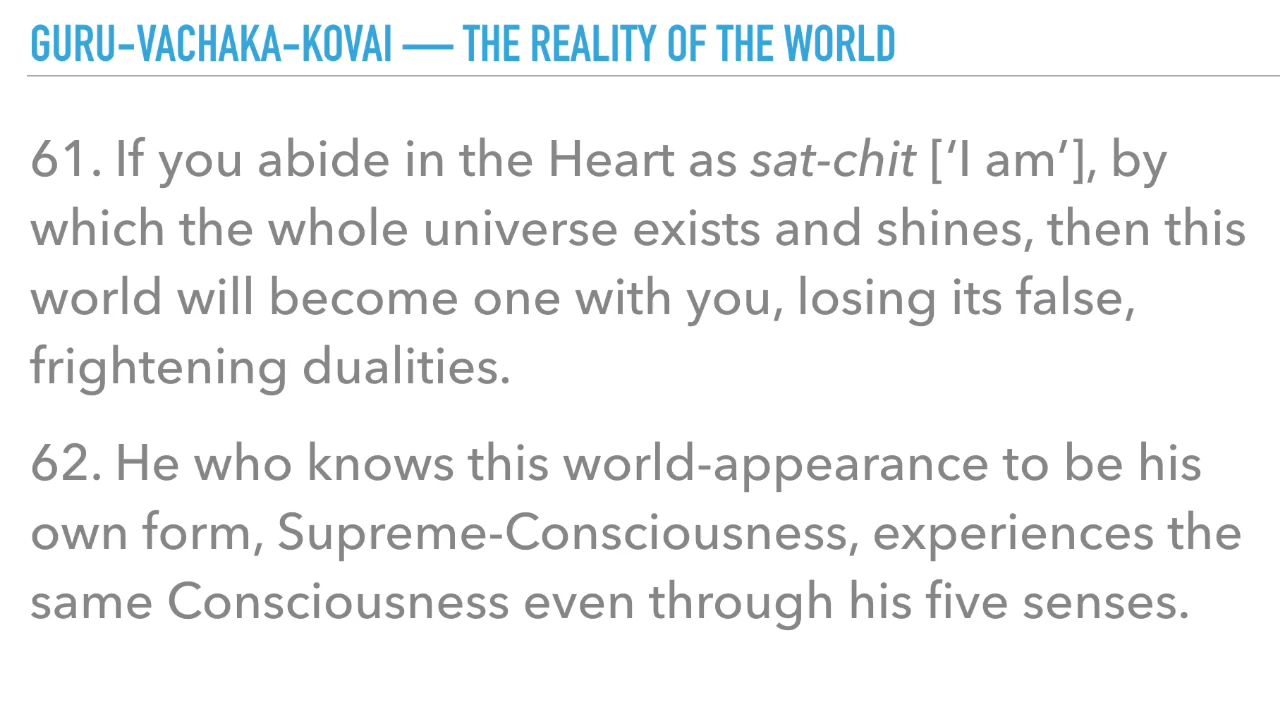 GURU-VACHAKA-KOVAI — THE REALITY OF THE WORLD
61. If you abide in the Heart as sat-chit [‘I am’], by
which the whole universe exists and shines, then this
world will become one with you, losing its false,
frightening dualities.
62. He who knows this world-appearance to be his
own form, Supreme-Consciousness, experiences the
same Consciousness even through his five senses.